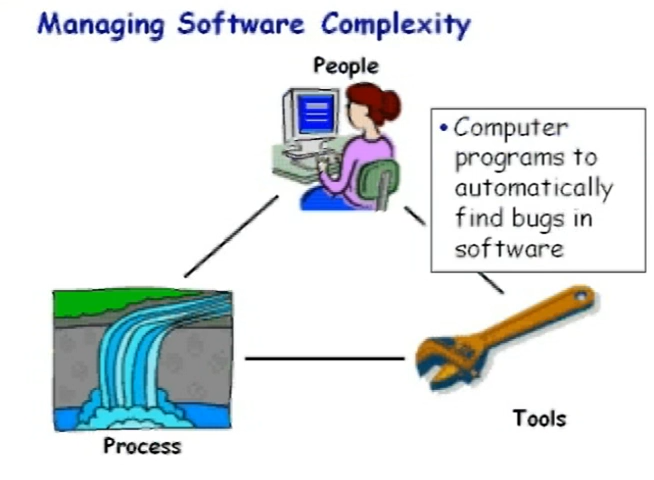 Managing Software Complexity
People
• Computer
programs to
automatically
find bugs in
software
Tools
Process